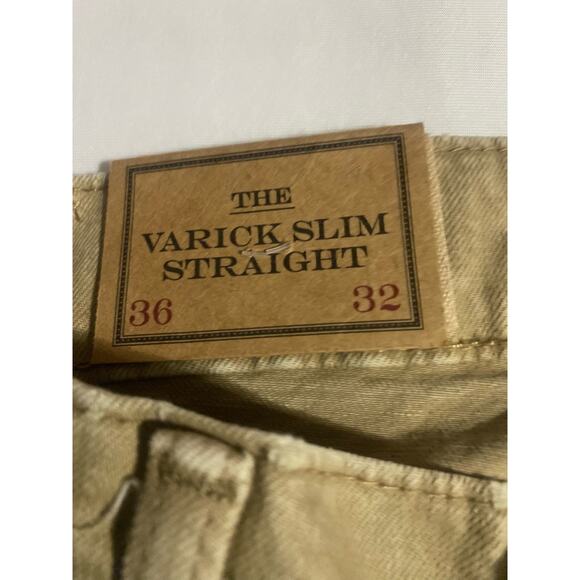 THE
VARICK SLIM
STRAIGHT
36 32